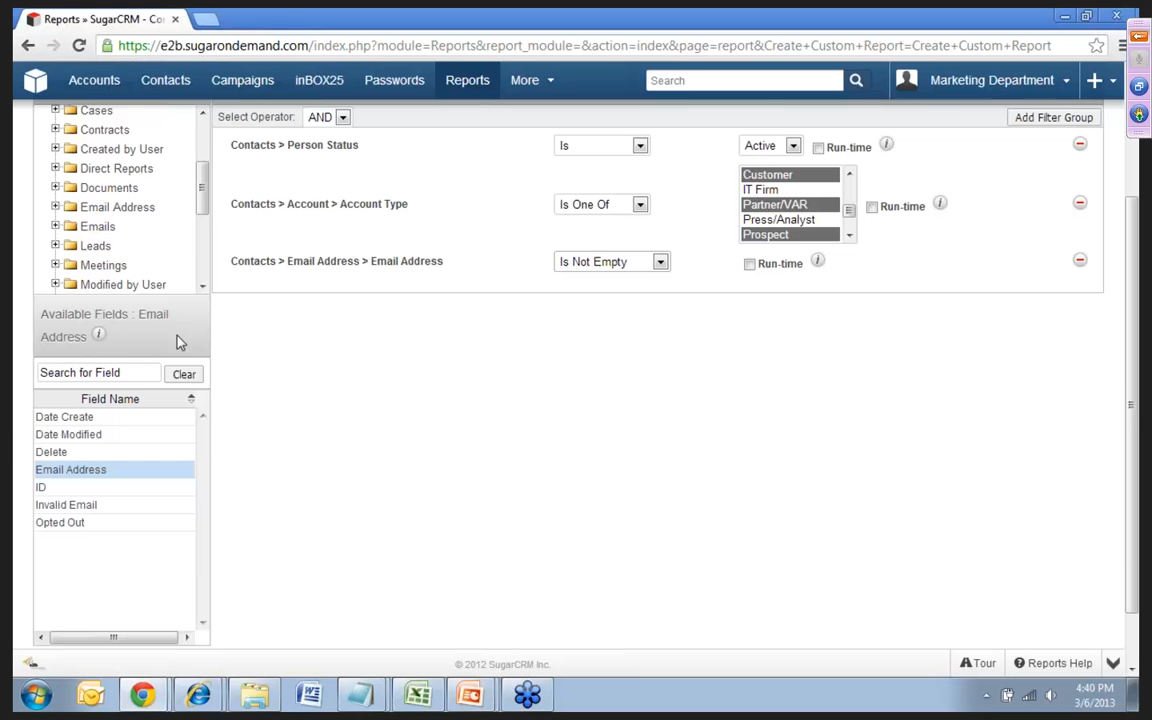 Reports » SugarCRM - Co
https://e2b.sugarondemand.com/index.php?module=Reports&report_module=&action=index&page=report&Create+Custom+Report=Create+Custom+Report
Accounts Contacts Campaigns inBOX25 Passwords Reports More Search Marketing Department
Cases
Contracts
Created by User
Direct Reports
Documents
Email Address
Emails
Leads
Meetings
Modified by User
Available Fields : Email
Address
Search for Field Clear
Field Name
Date Create
Date Modified
Delete
Email Address
ID
Invalid Email
Opted Out
Select Operator: AND Add Filter Group
Contacts > Person Status Is Active Run-time
Customer
IT Firm
Contacts > Account > Account Type Is One Of Partner/VAR Run-time
Press/Analyst
Prospect
Contacts > Email Address > Email Address Is Not Empty Run-time
© 2012 SugarCRM Inc. Tour Reports Help
4:40 PM
3/6/2013